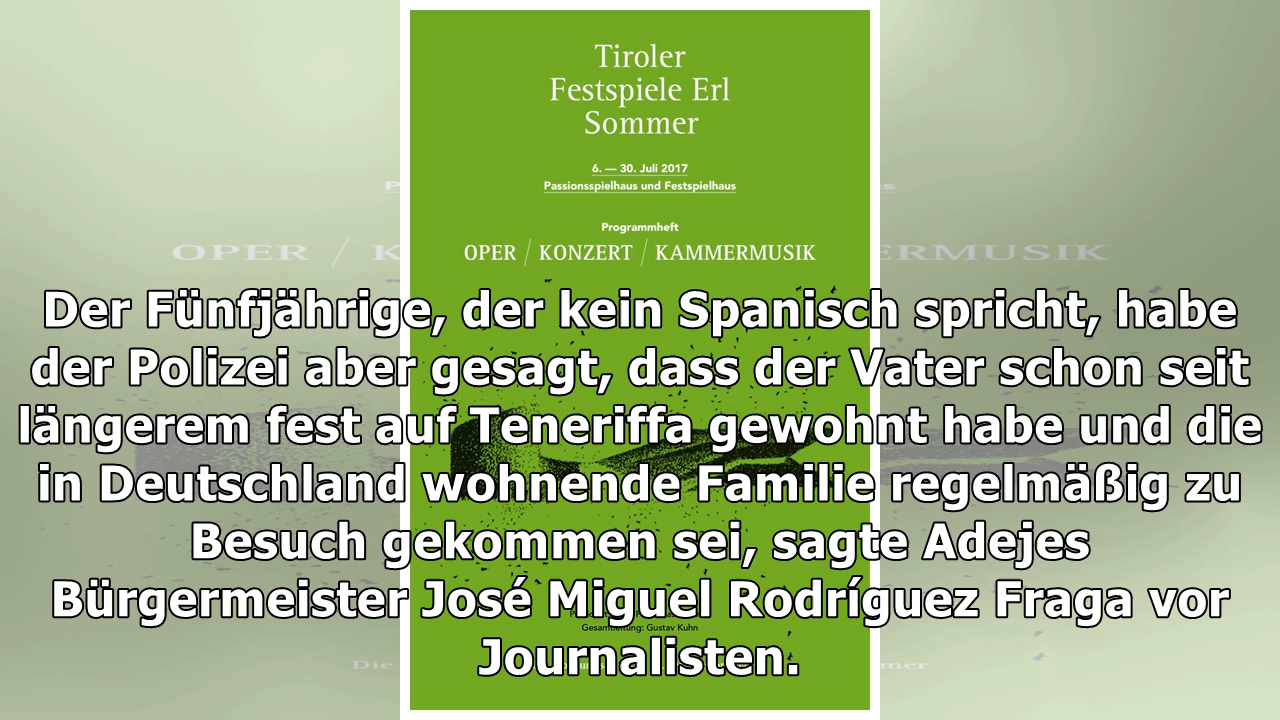 Tiroler
Festspiele Erl
Sommer
6. — 30. Juli 2017
Passionsspielhaus und Festspielhaus
Programmheft
OPER / KONZERT / KAMMERMUSIK
Der Fünfjährige, der kein Spanisch spricht, habe
der Polizei aber gesagt, dass der Vater schon seit
längerem fest auf Teneriffa gewohnt habe und die
in Deutschland wohnende Familie regelmäßig zu
Besuch gekommen sei, sagte Adejes
Bürgermeister José Miguel Rodríguez Fraga vor
Gesamtleitung: Gustav Kuhn
Journalisten.